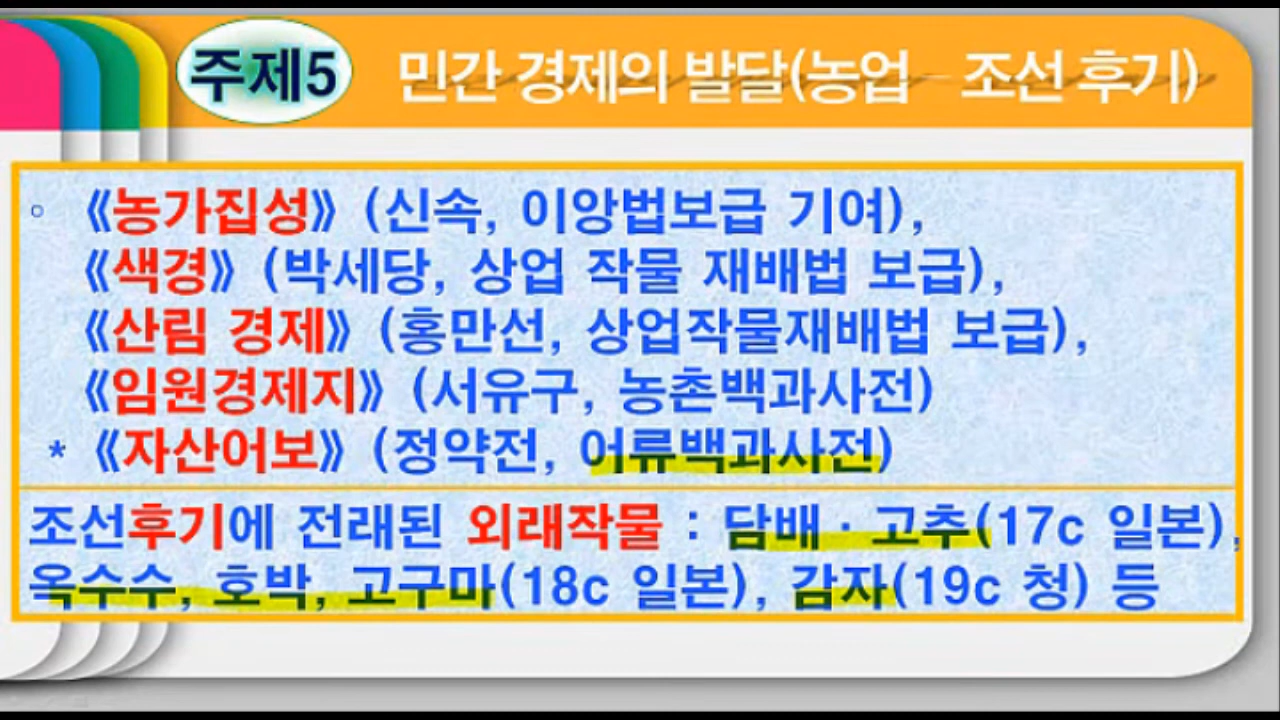 주제5 민간 경제의 발달(농업 - 조선 후기)
◦ 《농가집성》 (신속, 이앙법보급 기여),
《색경》 (박세당, 상업 작물 재배법 보급),
《산림 경제》 (홍만선, 상업작물재배법 보급),
《임원경제지》 (서유구, 농촌백과사전)
* 《자산어보》 (정약전, 어류백과사전)
조선후기에 전래된 외래작물 : 담배 · 고추(17c 일본),
옥수수, 호박, 고구마(18c 일본), 감자(19c 청) 등